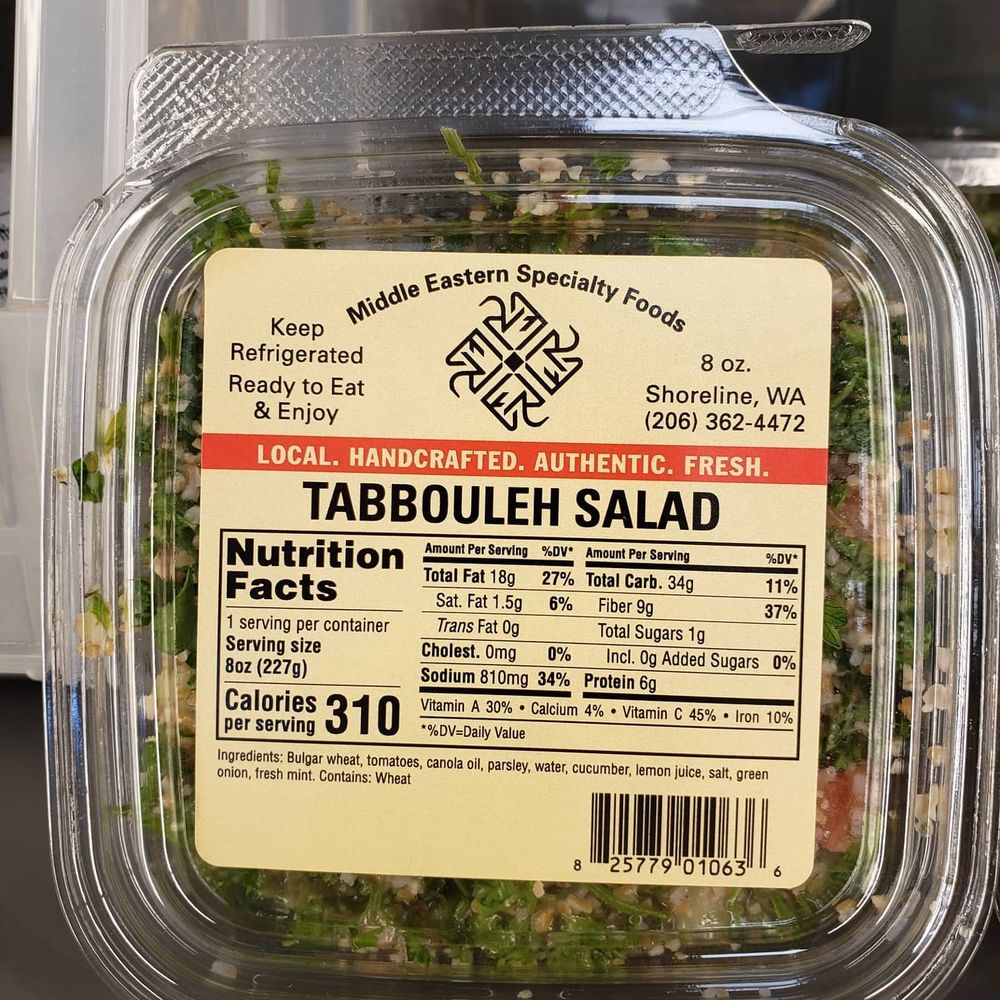 Middle Eastern Specialty Foods
Keep
Refrigerated
Ready to Eat
& Enjoy
8 oz.
Shoreline, WA
(206) 362-4472
LOCAL. HANDCRAFTED. AUTHENTIC. FRESH.
TABBOULEH SALAD
Nutrition
Facts
1 serving per container
Serving size
8oz (227g)
Calories
per serving 310
Amount Per Serving %DV*
Total Fat 18g 27%
Sat. Fat 1.5g 6%
Trans Fat 0g
Cholest. 0mg 0%
Sodium 810mg 34%
Amount Per Serving %DV*
Total Carb. 34g 11%
Fiber 9g 37%
Total Sugars 1g
Incl. 0g Added Sugars 0%
Protein 6g
Vitamin A 30% • Calcium 4% • Vitamin C 45% • Iron 10%
*%DV=Daily Value
Ingredients: Bulgar wheat, tomatoes, canola oil, parsley, water, cucumber, lemon juice, salt, green
onion, fresh mint. Contains: Wheat
8 25779 01063 6